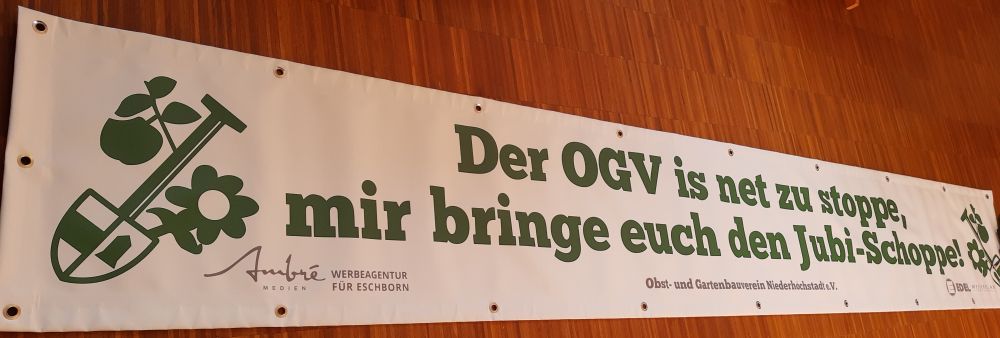 Der OGV is net zu stoppe,
mir bringe euch den Jubi-Schoppe!
Ambré
MEDIEN
WERBEAGENTUR
FÜR ESCHBORN
Obst- und Gartenbauverein Niederhochstadt e.V.
EDEL